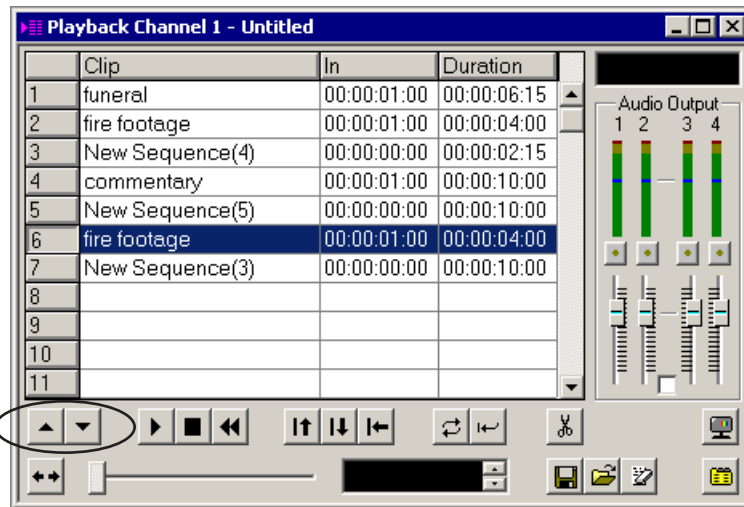 Playback Channel 1 - Untitled
Clip In Duration
1 funeral 00:00:01:00 00:00:06:15
2 fire footage 00:00:01:00 00:00:04:00
3 New Sequence(4) 00:00:00:00 00:00:02:15
4 commentary 00:00:01:00 00:00:10:00
5 New Sequence(5) 00:00:00:00 00:00:10:00
6 fire footage 00:00:01:00 00:00:04:00
7 New Sequence(3) 00:00:00:00 00:00:10:00
8
9
10
11
Audio Output
1 2 3 4